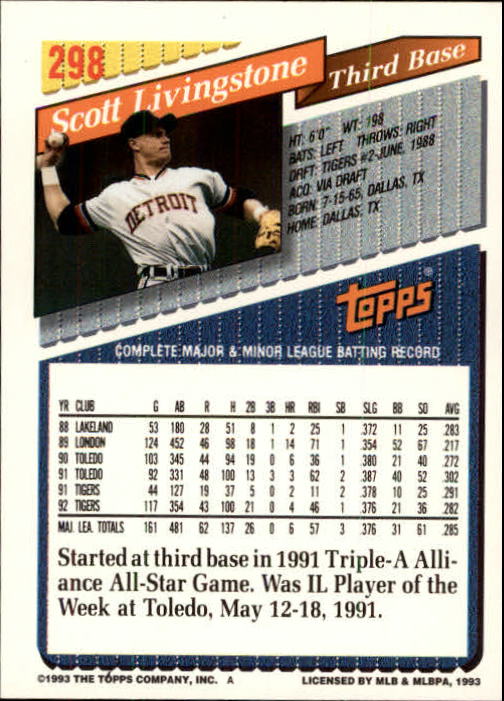 298
Scott Livingstone
Third Base
HT: 6'0" WT: 198
BATS: LEFT THROWS: RIGHT
DRFT: TIGERS #2-JUNE, 1988
ACQ: VIA DRAFT
BORN: 7-15-65, DALLAS, TX
HOME: DALLAS, TX
DETROIT
TOPPS®
COMPLETE MAJOR & MINOR LEAGUE BATTING RECORD
YR CLUB G AB R H 2B 3B HR RBI SB SLG BB SO AVG
88 LAKELAND 53 180 28 51 8 1 2 25 1 .372 11 25 .283
89 LONDON 124 452 46 98 18 1 14 71 1 .354 52 67 .217
90 TOLEDO 103 345 44 94 19 0 6 36 1 .380 21 40 .272
91 TOLEDO 92 331 48 100 13 3 3 62 2 .387 40 52 .302
91 TIGERS 44 127 19 37 5 0 2 11 2 .378 10 25 .291
92 TIGERS 117 354 43 100 21 0 4 46 1 .376 21 36 .282
MAJ. LEA. TOTALS 161 481 62 137 26 0 6 57 3 .376 31 61 .285
Started at third base in 1991 Triple-A Alli-
ance All-Star Game. Was IL Player of the
Week at Toledo, May 12-18, 1991.
©1993 THE TOPPS COMPANY, INC. A LICENSED BY MLB & MLBPA, 1993